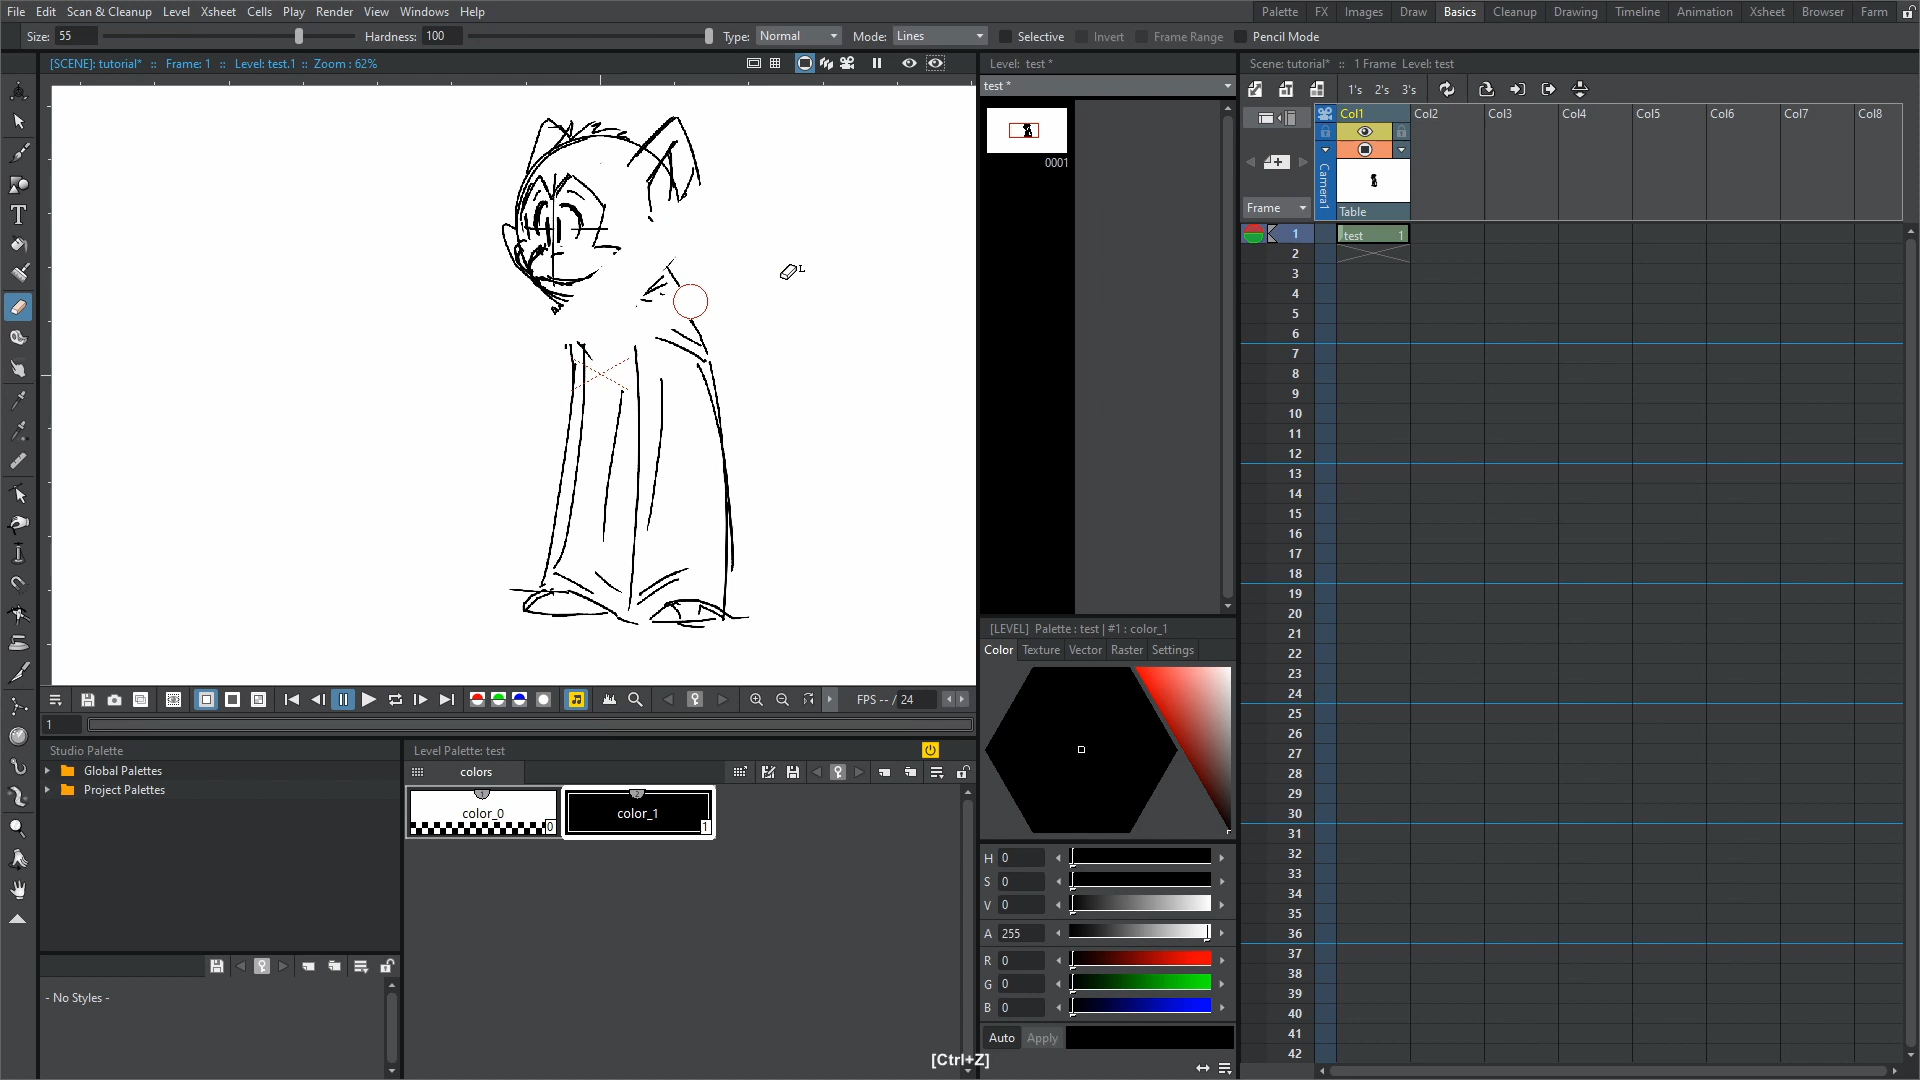 File Edit Scan & Cleanup Level Xsheet Cells Play Render View Windows Help
Palette FX Images Draw Basics Cleanup Drawing Timeline Animation Xsheet Browser Farm
Size: 55 Hardness: 100 Type: Normal Mode: Lines Selective Invert Frame Range Pencil Mode
[SCENE]: tutorial* :: Frame: 1 :: Level: test.1 :: Zoom : 62%
Level: test *
Scene: tutorial* :: 1 Frame Level: test
test *
1's 2's 3's
Col1 Col2 Col3 Col4 Col5 Col6 Col7 Col8
0001
Camera1
Frame
Table
test 1
1
2
3
4
5
6
7
8
9
10
11
12
13
14
15
16
17
18
19
20
21
22
23
24
25
26
27
28
29
30
31
32
33
34
35
36
37
38
39
40
41
42
L
[LEVEL] Palette : test | #1 : color_1
Color Texture Vector Raster Settings
FPS -- / 24
1
Studio Palette
Global Palettes
Project Palettes
- No Styles -
Level Palette: test
colors
1
color_0
0
2
color_1
1
H 0
S 0
V 0
A 255
R 0
G 0
B 0
Auto Apply
[Ctrl+Z]